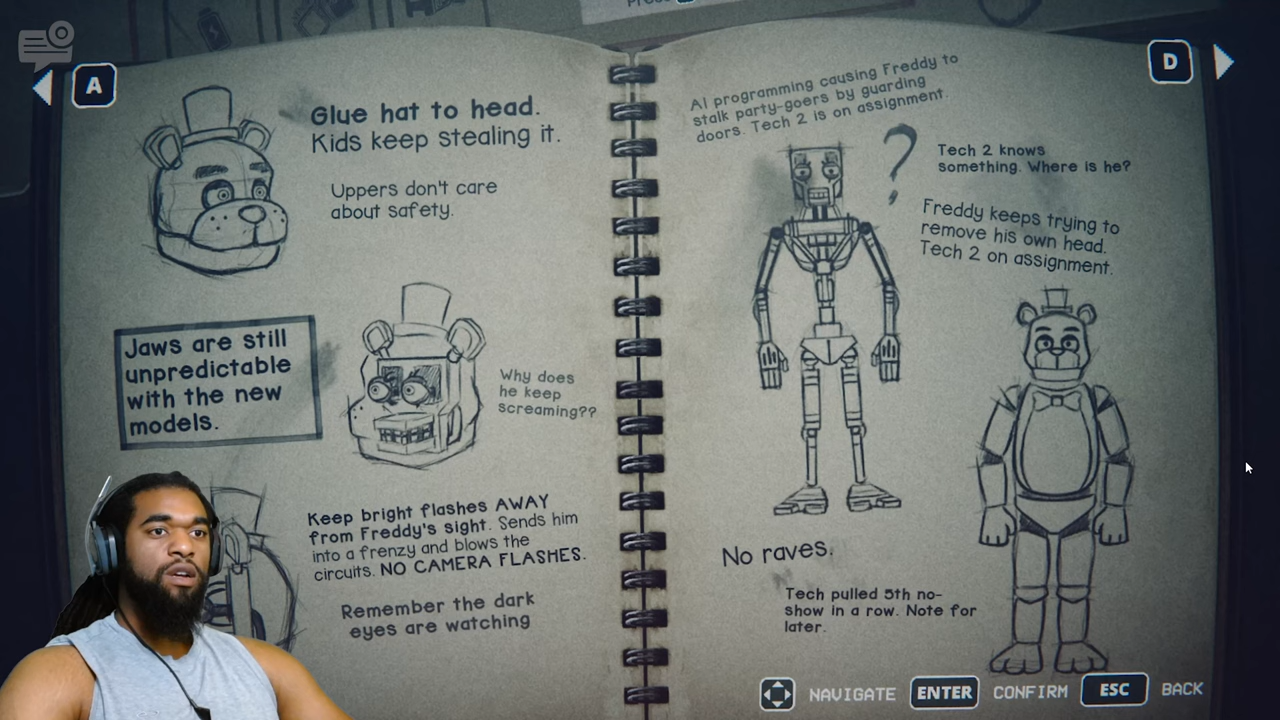 A
Glue hat to head.
Kids keep stealing it.
Uppers don't care
about safety.
Jaws are still
unpredictable
with the new
models.
Why does
he keep
screaming??
Keep bright flashes AWAY
from Freddy's sight. Sends him
into a frenzy and blows the
circuits. NO CAMERA FLASHES.
Remember the dark
eyes are watching
D
AI programming causing Freddy to
stalk party-goers by guarding
doors. Tech 2 is on assignment.
?
Tech 2 knows
something. Where is he?
Freddy keeps trying to
remove his own head.
Tech 2 on assignment.
No raves.
Tech pulled 5th no-
show in a row. Note for
later.
NAVIGATE ENTER CONFIRM ESC BACK